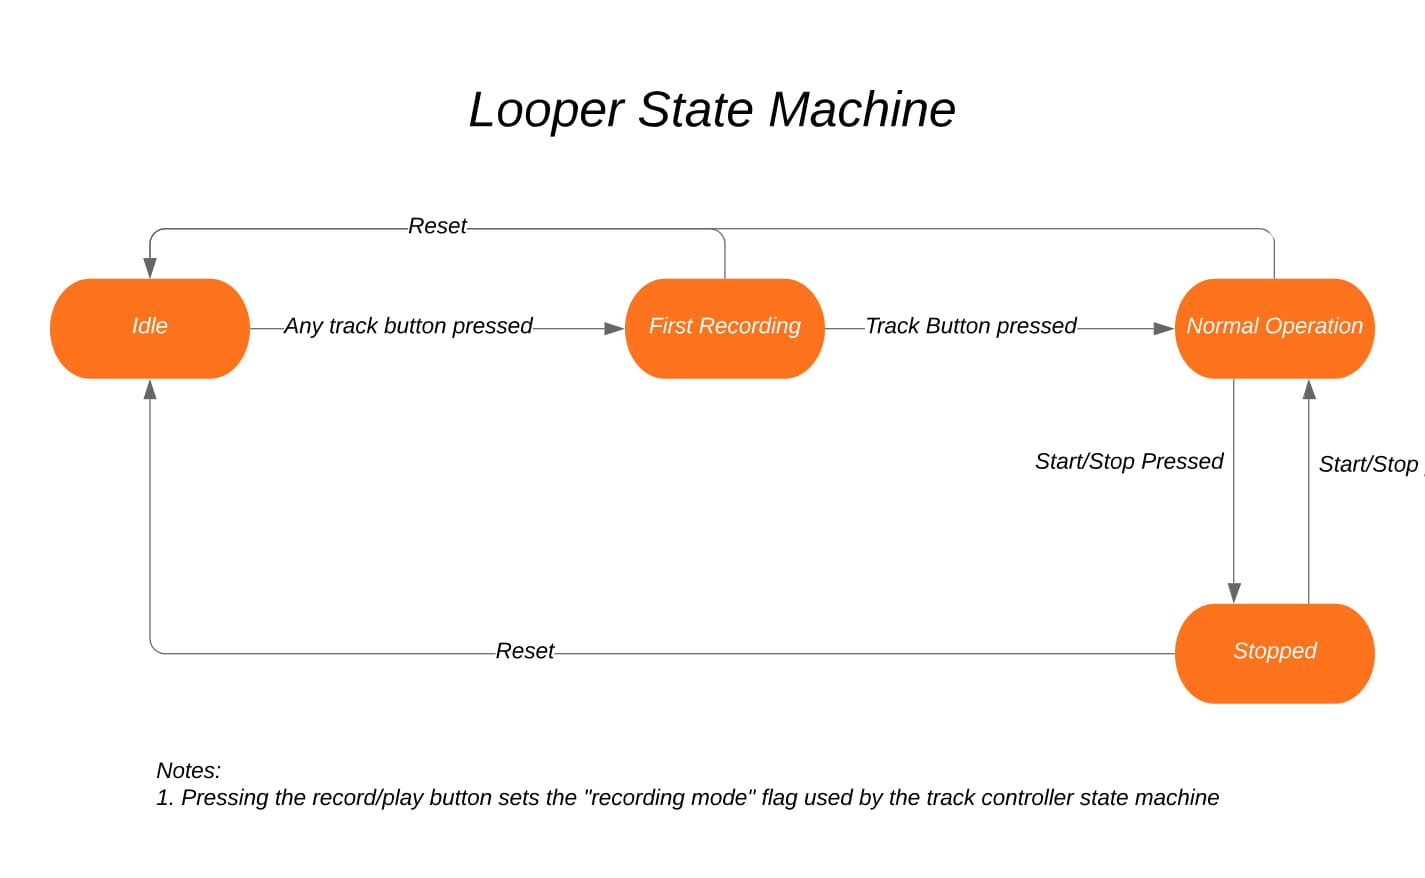 Looper State Machine
Reset
Idle
Any track button pressed
First Recording
Track Button pressed
Normal Operation
Start/Stop Pressed
Start/Stop
Reset
Stopped
Notes:
1. Pressing the record/play button sets the "recording mode" flag used by the track controller state machine